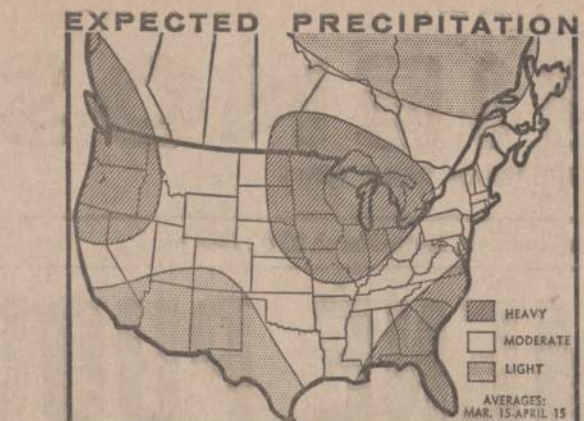 EXPECTED PRECIPITATION
HEAVY
MODERATE
LIGHT
AVERAGES:
MAR. 15-APRIL 15